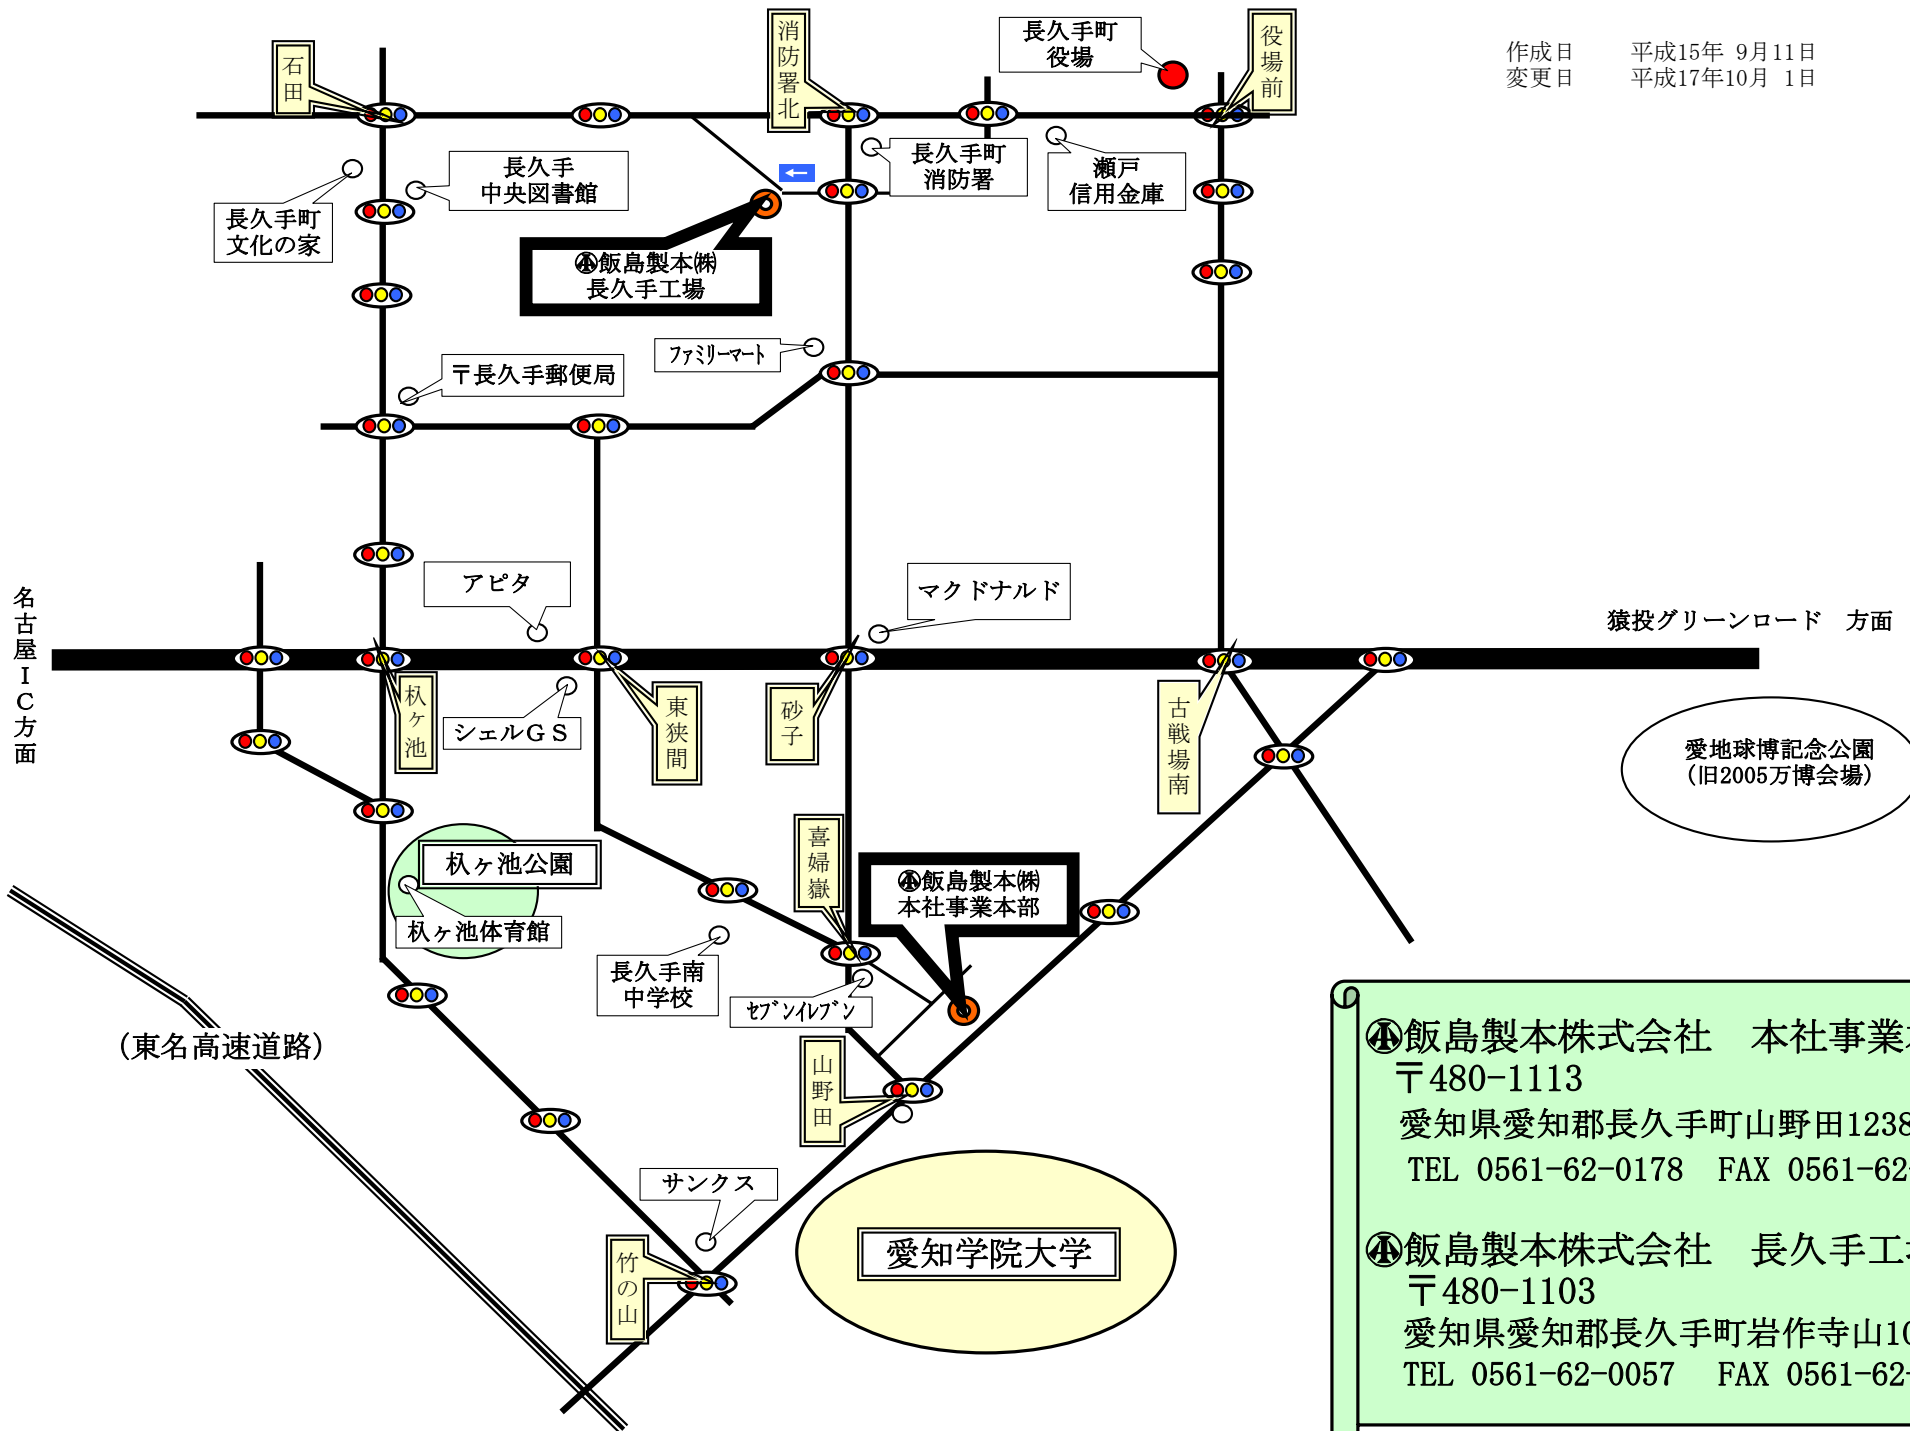 作成日　平成15年 9月11日
変更日　平成17年10月 1日
石田
消防署北
長久手町
役場
役場前
長久手町
文化の家
長久手
中央図書館
長久手町
消防署
瀬戸
信用金庫
飯島製本㈱
長久手工場
ファミリーマート
〒長久手郵便局
アピタ
マクドナルド
名古屋IC方面
猿投グリーンロード　方面
杁ヶ池
シェルGS
東狭間
砂子
古戦場南
愛地球博記念公園
(旧2005万博会場)
杁ヶ池公園
杁ヶ池体育館
喜婦嶽
飯島製本㈱
本社事業本部
長久手南
中学校
セブンイレブン
(東名高速道路)
山野田
サンクス
竹の山
愛知学院大学
飯島製本株式会社　本社事業
〒480-1113
愛知県愛知郡長久手町山野田1238
TEL 0561-62-0178　FAX 0561-62-
飯島製本株式会社　長久手工
〒480-1103
愛知県愛知郡長久手町岩作寺山10
TEL 0561-62-0057　FAX 0561-62-